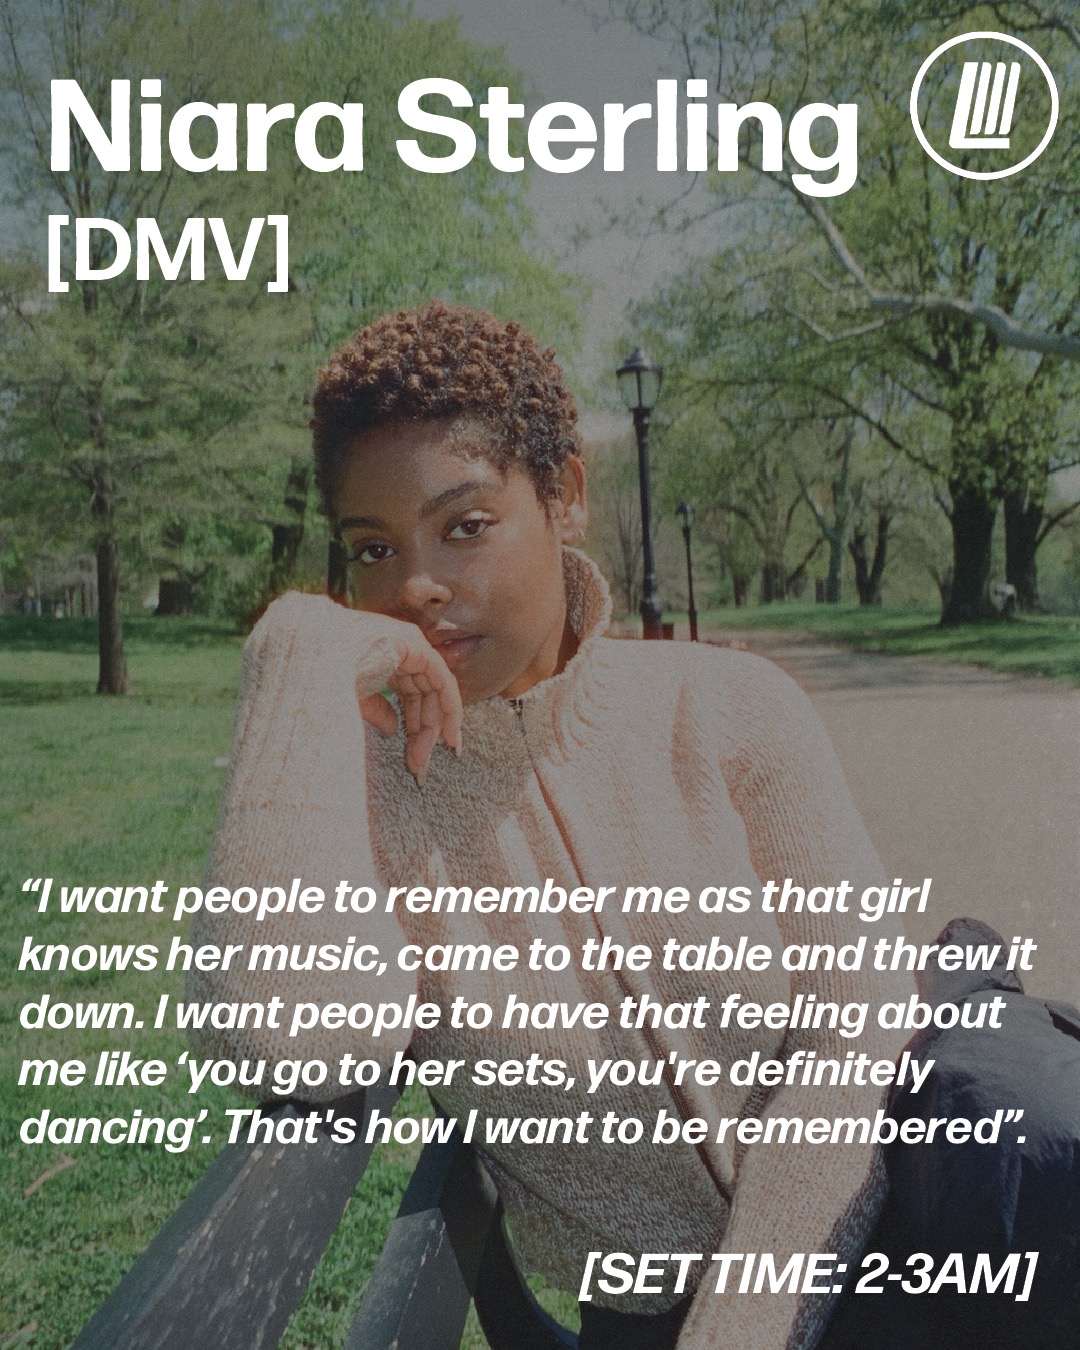 Niara Sterling
[DMV]
“I want people to remember me as that girl
knows her music, came to the table and threw it
down. I want people to have that feeling about
me like ‘you go to her sets, you're definitely
dancing’. That's how I want to be remembered”.
[SET TIME: 2-3AM]